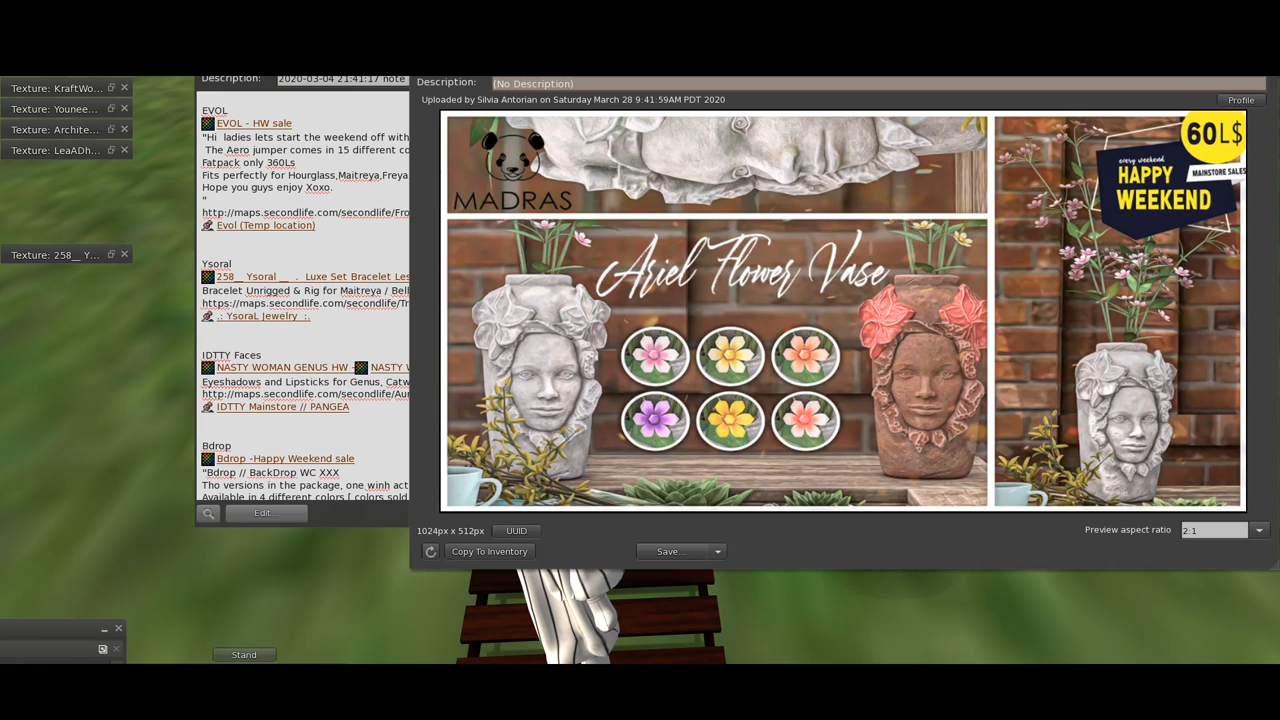 Texture: KraftWo...
Texture: Younee...
Texture: Archite...
Texture: LeaADh...
Texture: 258__ Y...
Description:
2020-03-04 21:41:17 note
EVOL
EVOL - HW sale
"Hi  ladies lets start the weekend off with
The Aero jumper comes in 15 different co
Fatpack only 360Ls
Fits perfectly for Hourglass,Maitreya,Freya
Hope you guys enjoy Xoxo.
"
http://maps.secondlife.com/secondlife/Fro
Evol (Temp location)
Ysoral
258__ Ysoral __ . Luxe Set Bracelet Les
Bracelet Unrigged & Rig for Maitreya / Bell
https://maps.secondlife.com/secondlife/Tr
.: YsoraL Jewelry :.
IDTTY Faces
NASTY WOMAN GENUS HW - NASTY W
Eyeshadows and Lipsticks for Genus, Catw
http://maps.secondlife.com/secondlife/Aur
IDTTY Mainstore // PANGEA
Bdrop
Bdrop -Happy Weekend sale
"Bdrop // BackDrop WC XXX
Tho versions in the package, one winh act
Available in 4 different colors [ colors sold
Edit...
Stand
Description:
(No Description)
Uploaded by Silvia Antorian on Saturday March 28 9:41:59AM PDT 2020
Profile
MADRAS
Ariel Flower Vase
60L$
every weekend
HAPPY
WEEKEND
MAINSTORE SALES
1024px x 512px
UUID
Preview aspect ratio
2:1
Copy To Inventory
Save...